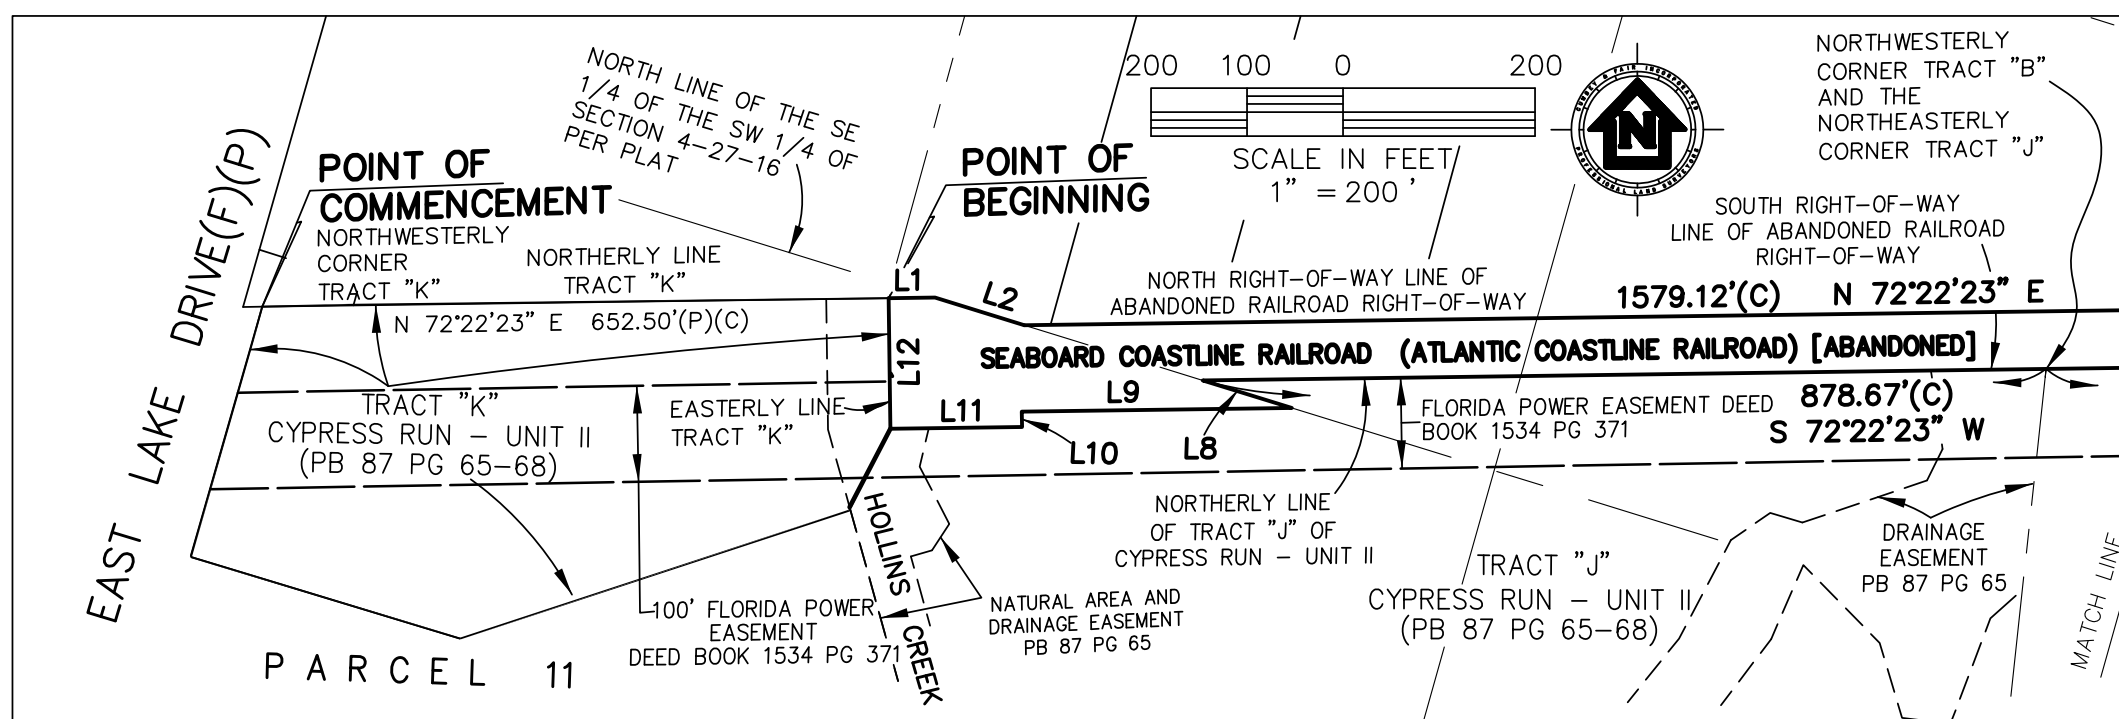 NORTH LINE OF THE SE
1/4 OF THE SW 1/4 OF
SECTION 4-27-16
PER PLAT
POINT OF
COMMENCEMENT
NORTHWESTERLY
CORNER
TRACT "K"
NORTHERLY LINE
TRACT "K"
POINT OF
BEGINNING
200 100 0 200
SCALE IN FEET
1" = 200 '
N
NORTHWESTERLY
CORNER TRACT "B"
AND THE
NORTHEASTERLY
CORNER TRACT "J"
SOUTH RIGHT-OF-WAY
LINE OF ABANDONED RAILROAD
RIGHT-OF-WAY
NORTH RIGHT-OF-WAY LINE OF
ABANDONED RAILROAD RIGHT-OF-WAY
1579.12'(C) N 72°22'23" E
EAST LAKE DRIVE(F)(P)
L1
L2
N 72°22'23" E 652.50'(P)(C)
L12
SEABOARD COASTLINE RAILROAD (ATLANTIC COASTLINE RAILROAD) [ABANDONED]
TRACT "K"
CYPRESS RUN - UNIT II
(PB 87 PG 65-68)
EASTERLY LINE
TRACT "K"
L11
L9
L10
L8
FLORIDA POWER EASEMENT DEED
BOOK 1534 PG 371
878.67'(C)
S 72°22'23" W
HOLLINS CREEK
NORTHERLY LINE
OF TRACT "J" OF
CYPRESS RUN - UNIT II
TRACT "J"
CYPRESS RUN - UNIT II
(PB 87 PG 65-68)
DRAINAGE
EASEMENT
PB 87 PG 65
MATCH LINE
100' FLORIDA POWER
EASEMENT
DEED BOOK 1534 PG 371
NATURAL AREA AND
DRAINAGE EASEMENT
PB 87 PG 65
PARCEL 11